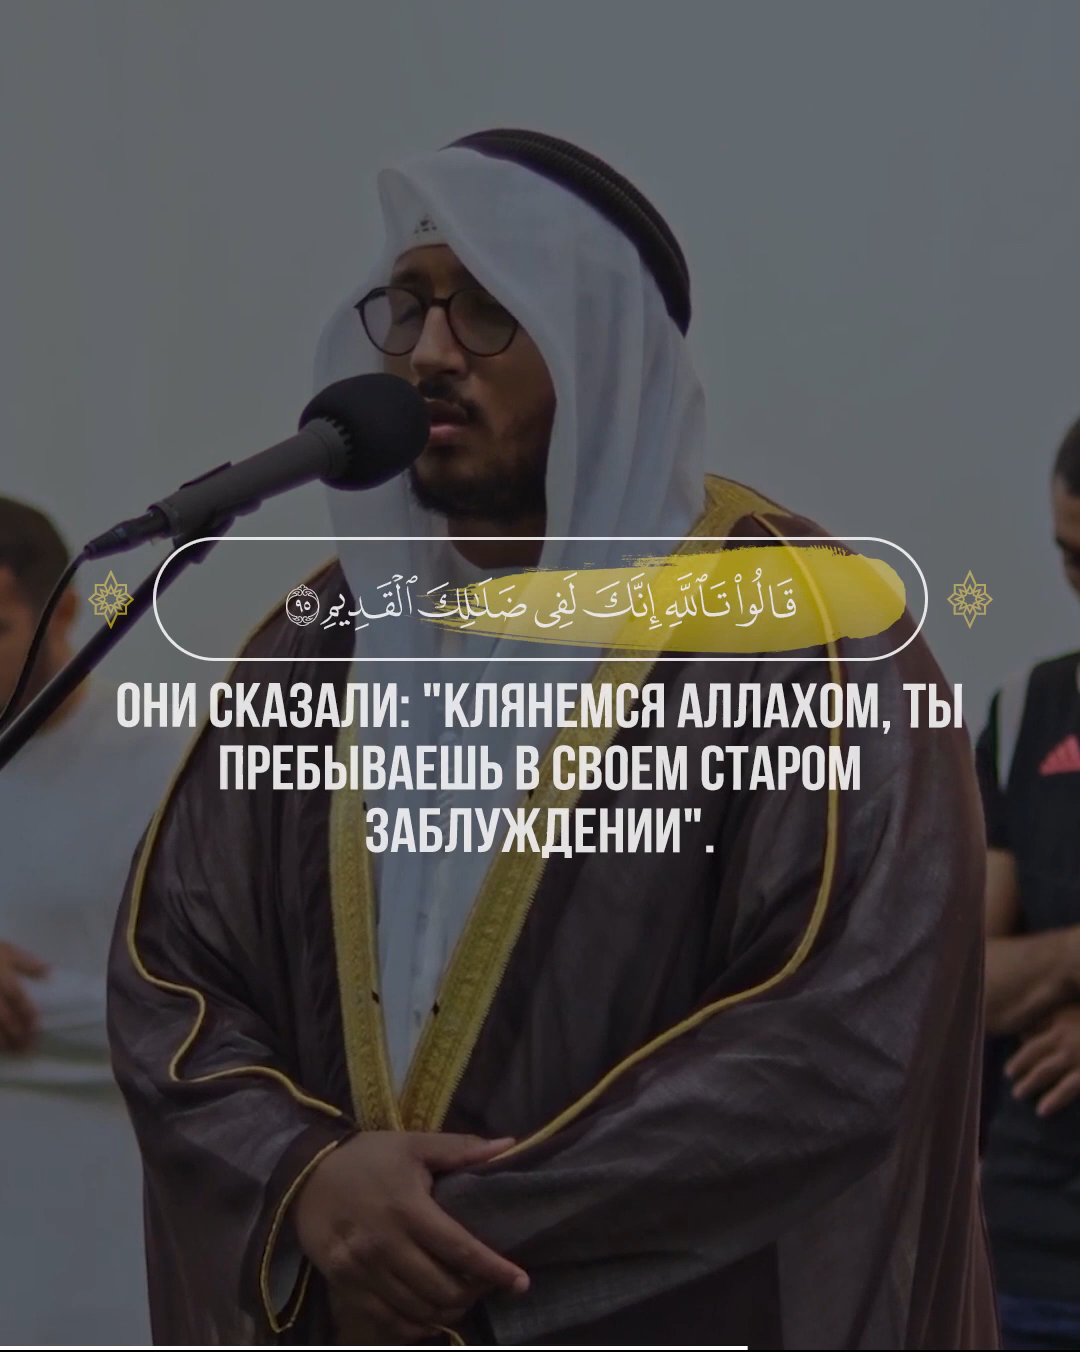 قَالُوا۟ تَٱللَّهِ إِنَّكَ لَفِى ضَلَـٰلِكَ ٱلْقَدِيمِ ٩٥
ОНИ СКАЗАЛИ: "КЛЯНЕМСЯ АЛЛАХОМ, ТЫ
ПРЕБЫВАЕШЬ В СВОЕМ СТАРОМ
ЗАБЛУЖДЕНИИ".